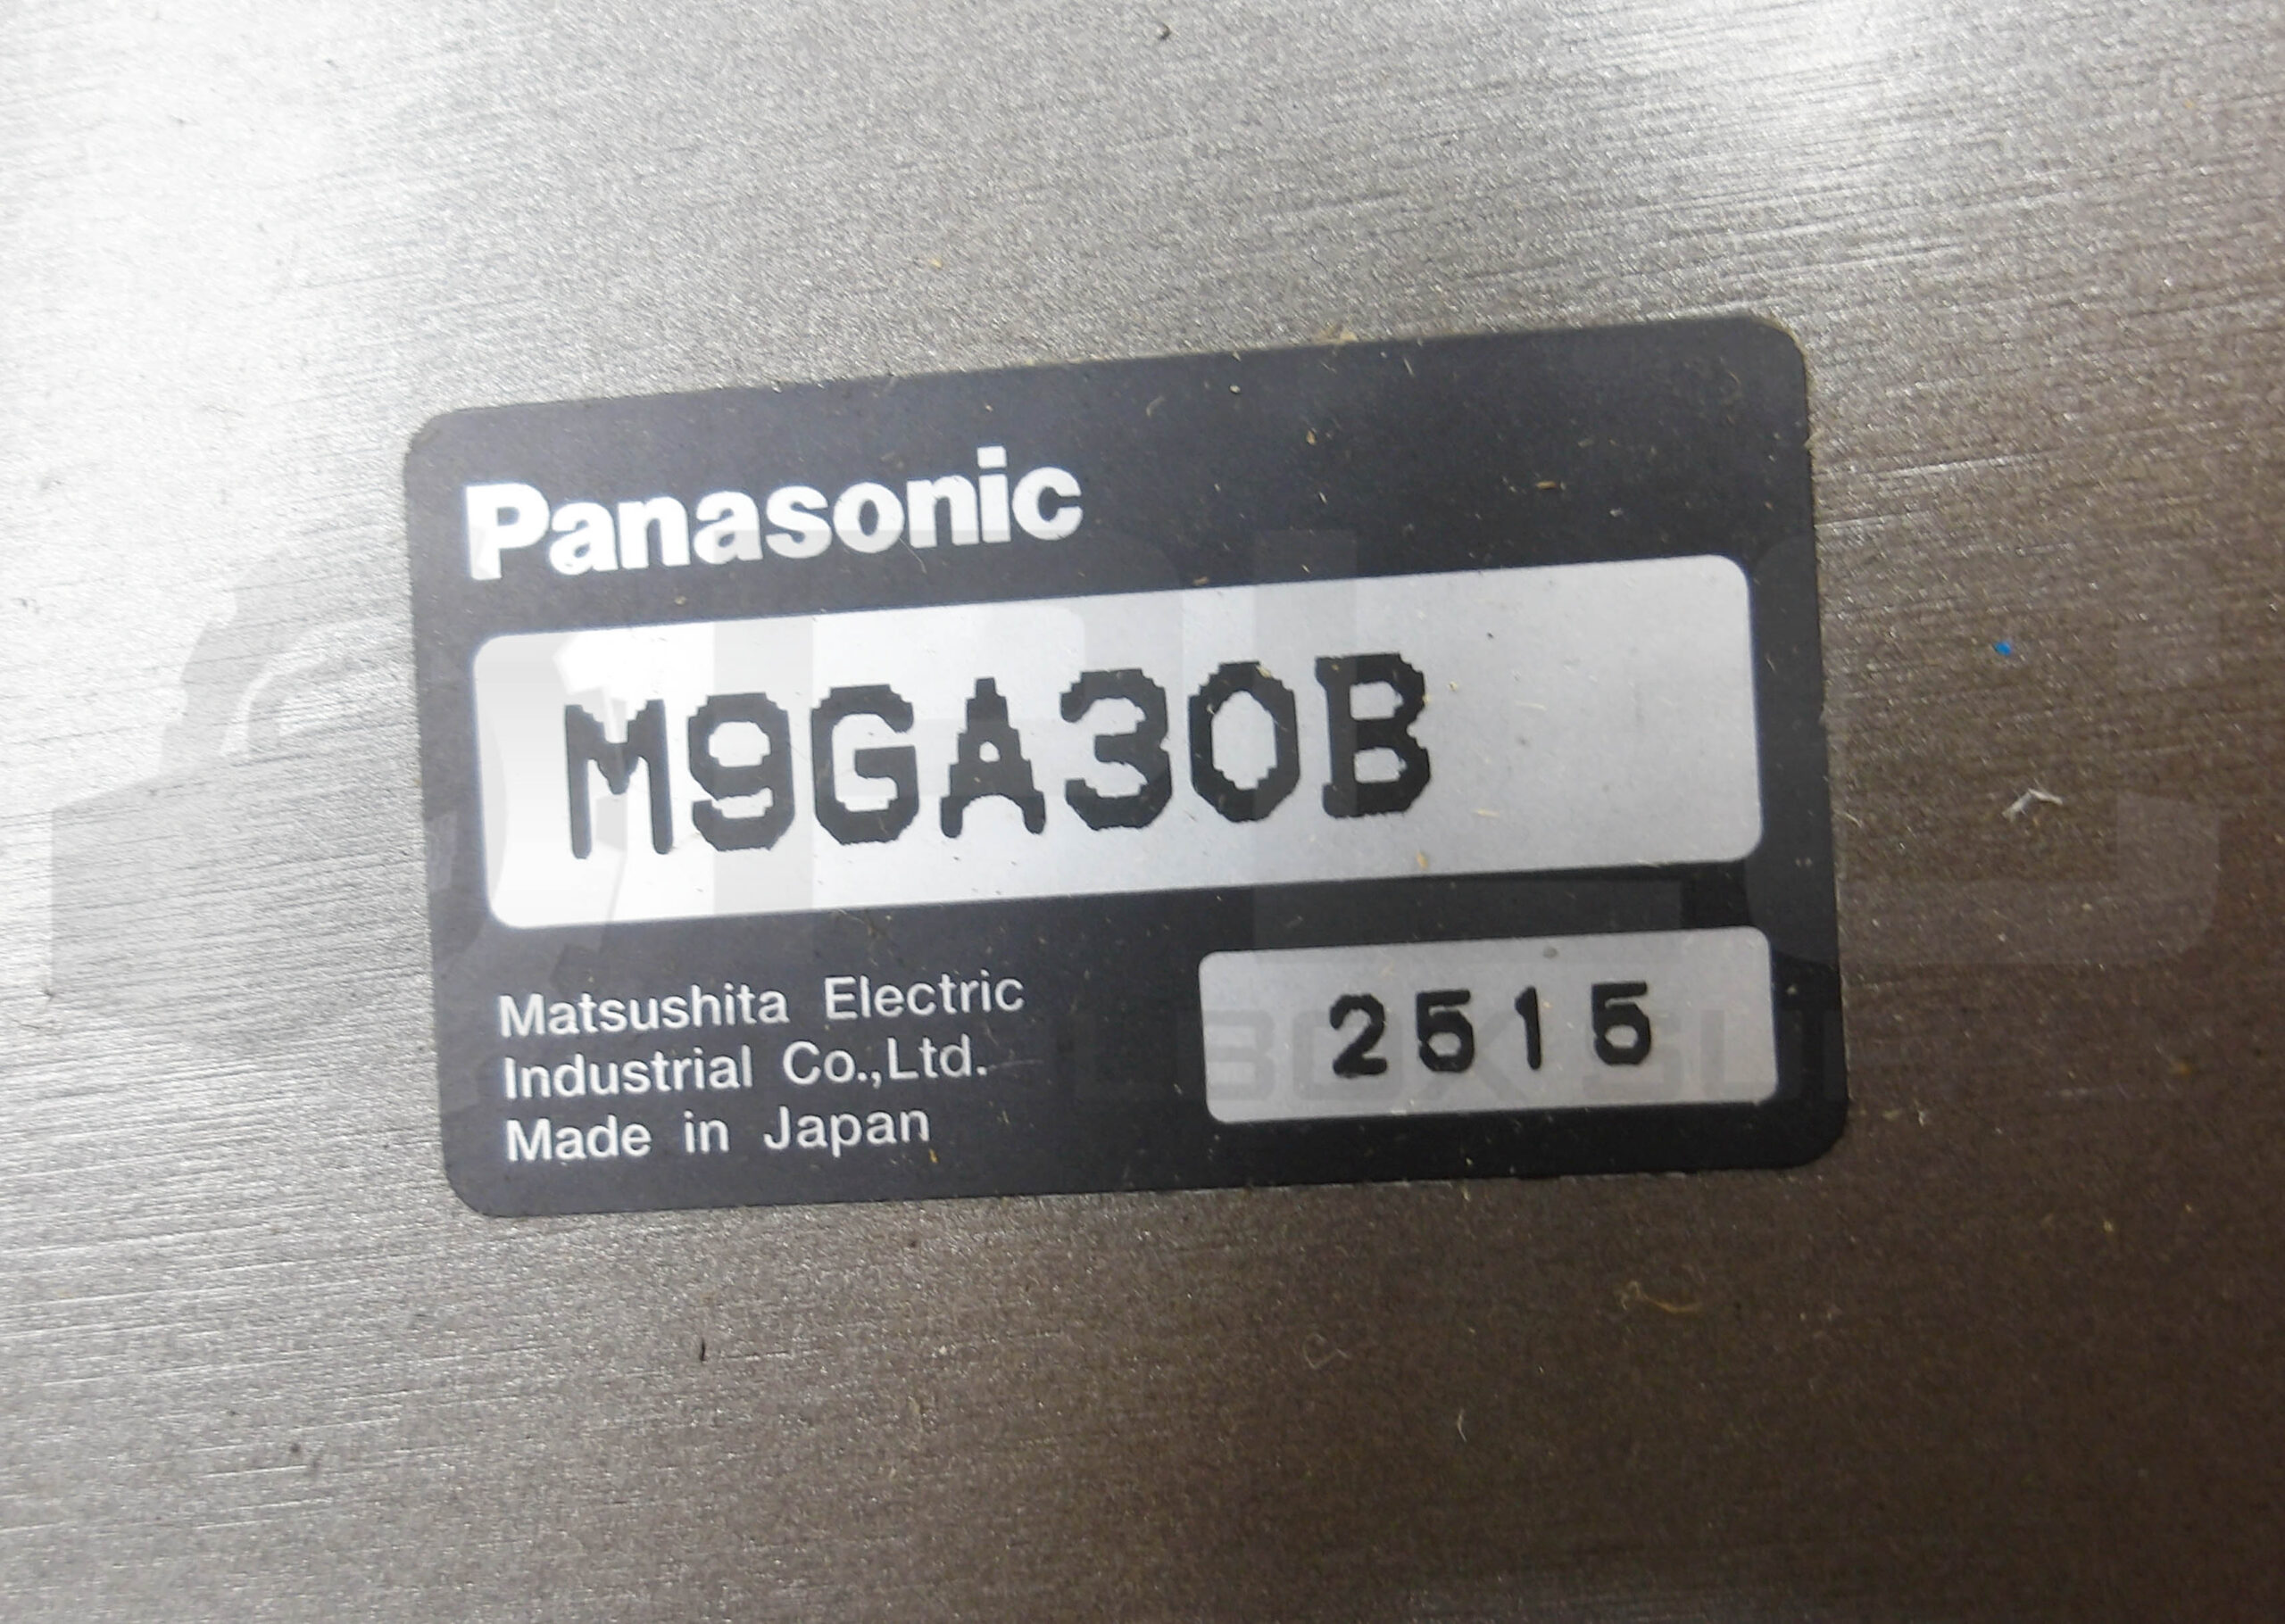 Panasonic
M9GA30B
Matsushita Electric
Industrial Co.,Ltd.
Made in Japan
2515